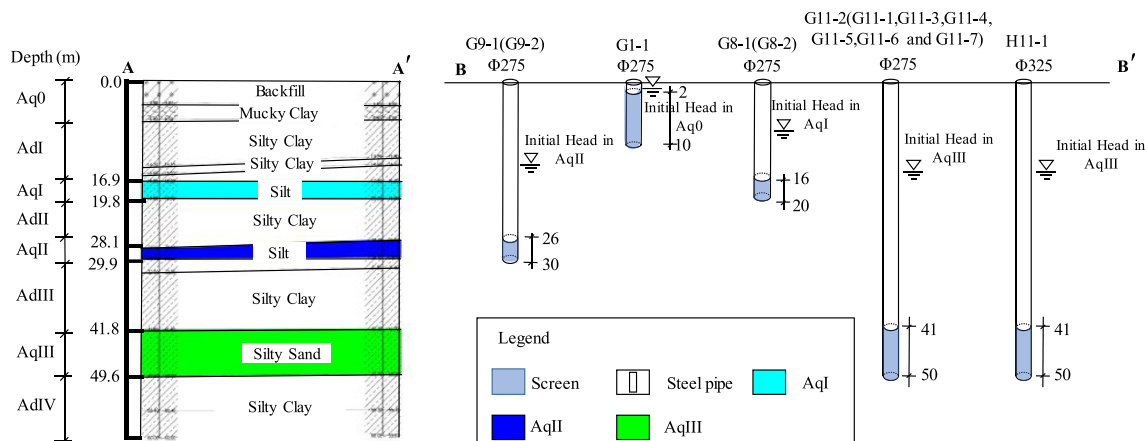 Depth (m)
A
A′
0.0
Aq0
Backfill
Mucky Clay
AdI
Silty Clay
Silty Clay
16.9
AqI
Silt
19.8
AdII
Silty Clay
28.1
AqII
Silt
29.9
AdIII
Silty Clay
41.8
AqIII
Silty Sand
49.6
AdIV
Silty Clay
B
B′
G9-1(G9-2)
Φ275
Initial Head in
AqII
26
30
G1-1
Φ275
2
Initial Head in
Aq0
10
G8-1(G8-2)
Φ275
Initial Head in
AqI
16
20
G11-2(G11-1,G11-3,G11-4,
G11-5,G11-6 and G11-7)
Φ275
Initial Head in
AqIII
41
50
H11-1
Φ325
Initial Head in
AqIII
41
50
Legend
Screen
Steel pipe
AqI
AqII
AqIII